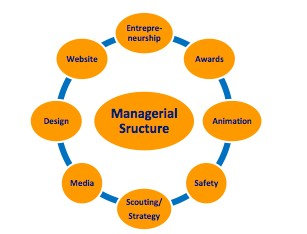 Entrepre-
neurship
Website
Awards
Design
Managerial
Sructure
Animation
Media
Safety
Scouting/
Strategy